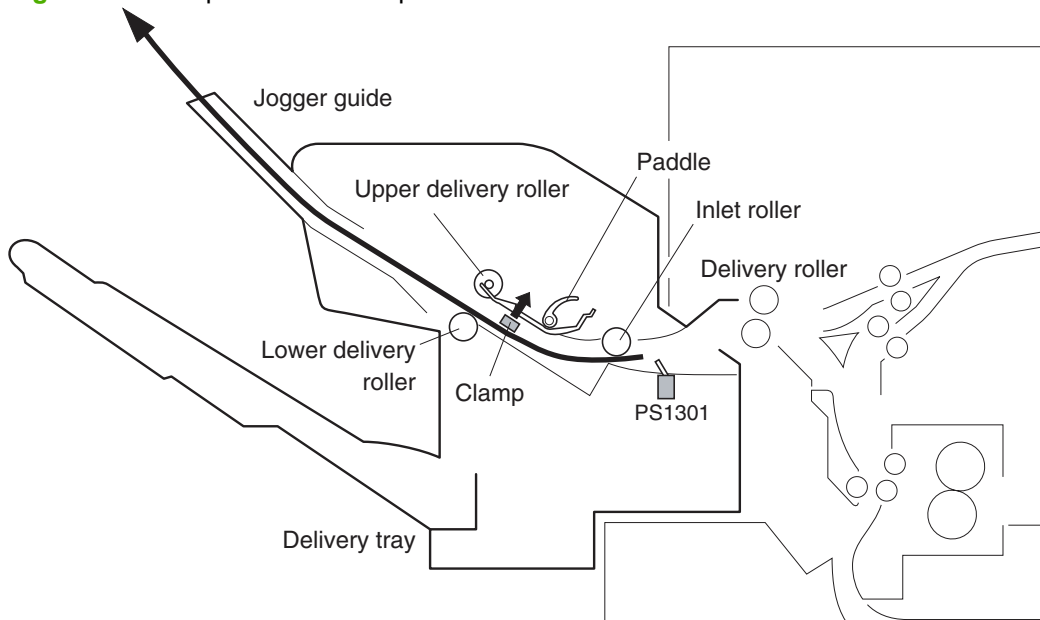 Jogger guide
Paddle
Upper delivery roller
Inlet roller
Delivery roller
Lower delivery
roller
Clamp
PS1301
Delivery tray